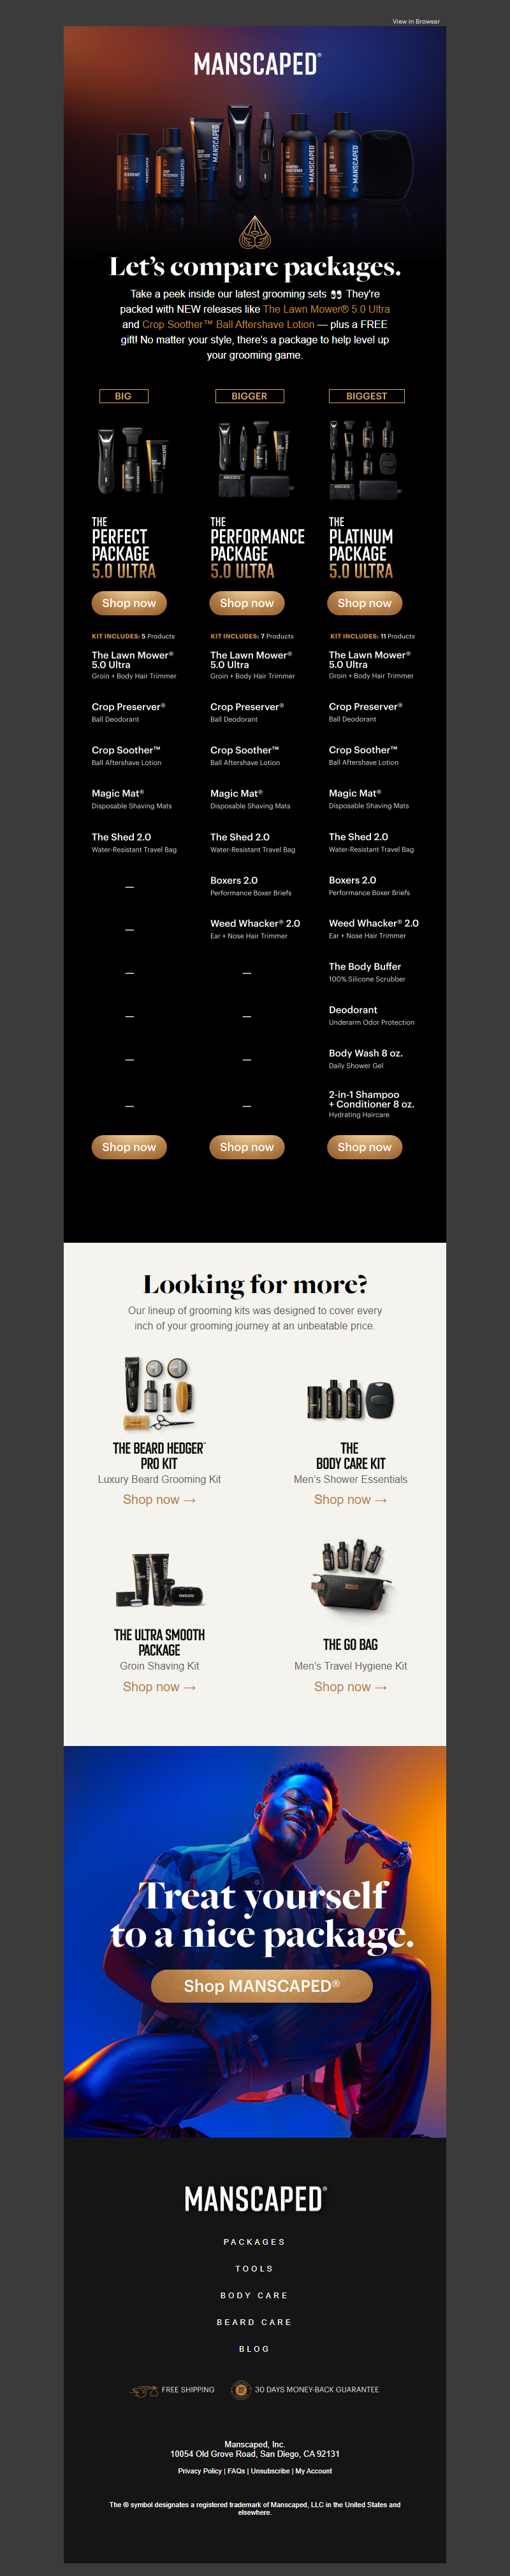 View in Browser
MANSCAPED®
Let's compare packages.
Take a peek inside our latest grooming sets 👀 They're
packed with NEW releases like The Lawn Mower® 5.0 Ultra
and Crop Soother™ Ball Aftershave Lotion — plus a FREE
gift! No matter your style, there's a package to help level up
your grooming game.
BIG
BIGGER
BIGGEST
THE
PERFECT
PACKAGE
5.0 ULTRA
THE
PERFORMANCE
PACKAGE
5.0 ULTRA
THE
PLATINUM
PACKAGE
5.0 ULTRA
Shop now
Shop now
Shop now
KIT INCLUDES: 5 Products
KIT INCLUDES: 7 Products
KIT INCLUDES: 11 Products
The Lawn Mower®
5.0 Ultra
Groin + Body Hair Trimmer
The Lawn Mower®
5.0 Ultra
Groin + Body Hair Trimmer
The Lawn Mower®
5.0 Ultra
Groin + Body Hair Trimmer
Crop Preserver®
Ball Deodorant
Crop Preserver®
Ball Deodorant
Crop Preserver®
Ball Deodorant
Crop Soother™
Ball Aftershave Lotion
Crop Soother™
Ball Aftershave Lotion
Crop Soother™
Ball Aftershave Lotion
Magic Mat®
Disposable Shaving Mats
Magic Mat®
Disposable Shaving Mats
Magic Mat®
Disposable Shaving Mats
The Shed 2.0
Water-Resistant Travel Bag
The Shed 2.0
Water-Resistant Travel Bag
The Shed 2.0
Water-Resistant Travel Bag
—
Boxers 2.0
Performance Boxer Briefs
Boxers 2.0
Performance Boxer Briefs
—
Weed Whacker® 2.0
Ear + Nose Hair Trimmer
Weed Whacker® 2.0
Ear + Nose Hair Trimmer
—
—
The Body Buffer
100% Silicone Scrubber
—
—
Deodorant
Underarm Odor Protection
—
—
Body Wash 8 oz.
Daily Shower Gel
—
—
2-in-1 Shampoo
+ Conditioner 8 oz.
Hydrating Haircare
Shop now
Shop now
Shop now
Looking for more?
Our lineup of grooming kits was designed to cover every
inch of your grooming journey at an unbeatable price.
THE BEARD HEDGER™
PRO KIT
Luxury Beard Grooming Kit
Shop now →
THE
BODY CARE KIT
Men's Shower Essentials
Shop now →
THE ULTRA SMOOTH
PACKAGE
Groin Shaving Kit
Shop now →
THE GO BAG
Men's Travel Hygiene Kit
Shop now →
Treat yourself
to a nice package.
Shop MANSCAPED®
MANSCAPED®
PACKAGES
TOOLS
BODY CARE
BEARD CARE
BLOG
FREE SHIPPING
30 DAYS MONEY-BACK GUARANTEE
Manscaped, Inc.
10054 Old Grove Road, San Diego, CA 92131
Privacy Policy | FAQs | Unsubscribe | My Account
The ® symbol designates a registered trademark of Manscaped, LLC in the United States and
elsewhere.